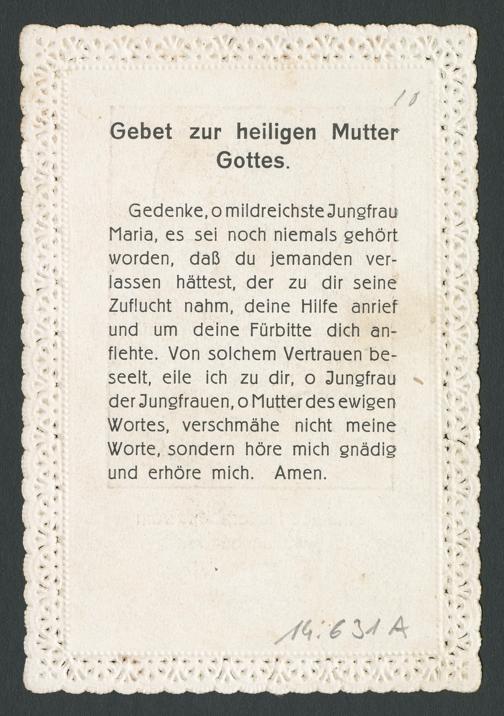 10
Gebet zur heiligen Mutter
Gottes.
Gedenke, o mildreichste Jungfrau
Maria, es sei noch niemals gehört
worden, daß du jemanden ver-
lassen hättest, der zu dir seine
Zuflucht nahm, deine Hilfe anrief
und um deine Fürbitte dich an-
flehte. Von solchem Vertrauen be-
seelt, eile ich zu dir, o Jungfrau
der Jungfrauen, o Mutter des ewigen
Wortes, verschmähe nicht meine
Worte, sondern höre mich gnädig
und erhöre mich. Amen.
14.631 A